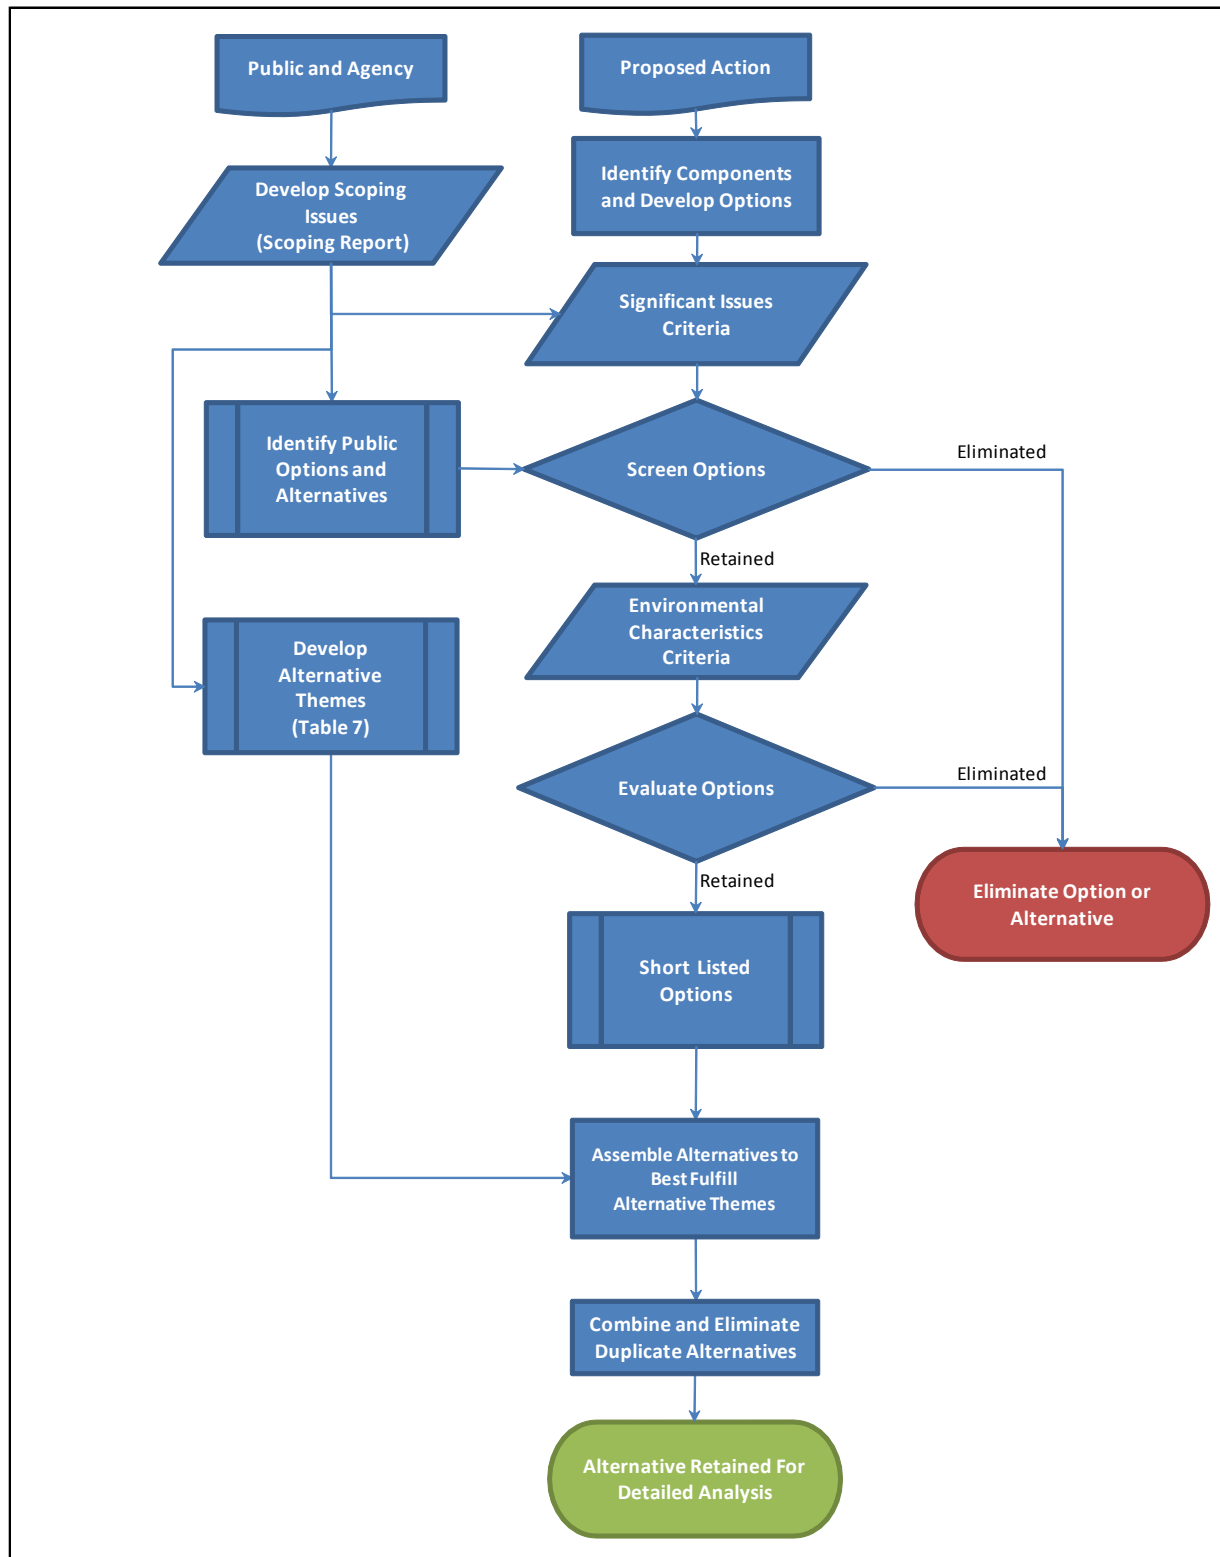 Public and Agency
Proposed Action
Develop Scoping
Issues
(Scoping Report)
Identify Components
and Develop Options
Significant Issues
Criteria
Identify Public
Options and
Alternatives
Screen Options
Eliminated
Retained
Environmental
Characteristics
Criteria
Develop
Alternative
Themes
(Table 7)
Evaluate Options
Eliminated
Retained
Eliminate Option or
Alternative
Short Listed
Options
Assemble Alternatives to
Best Fulfill
Alternative Themes
Combine and Eliminate
Duplicate Alternatives
Alternative Retained For
Detailed Analysis